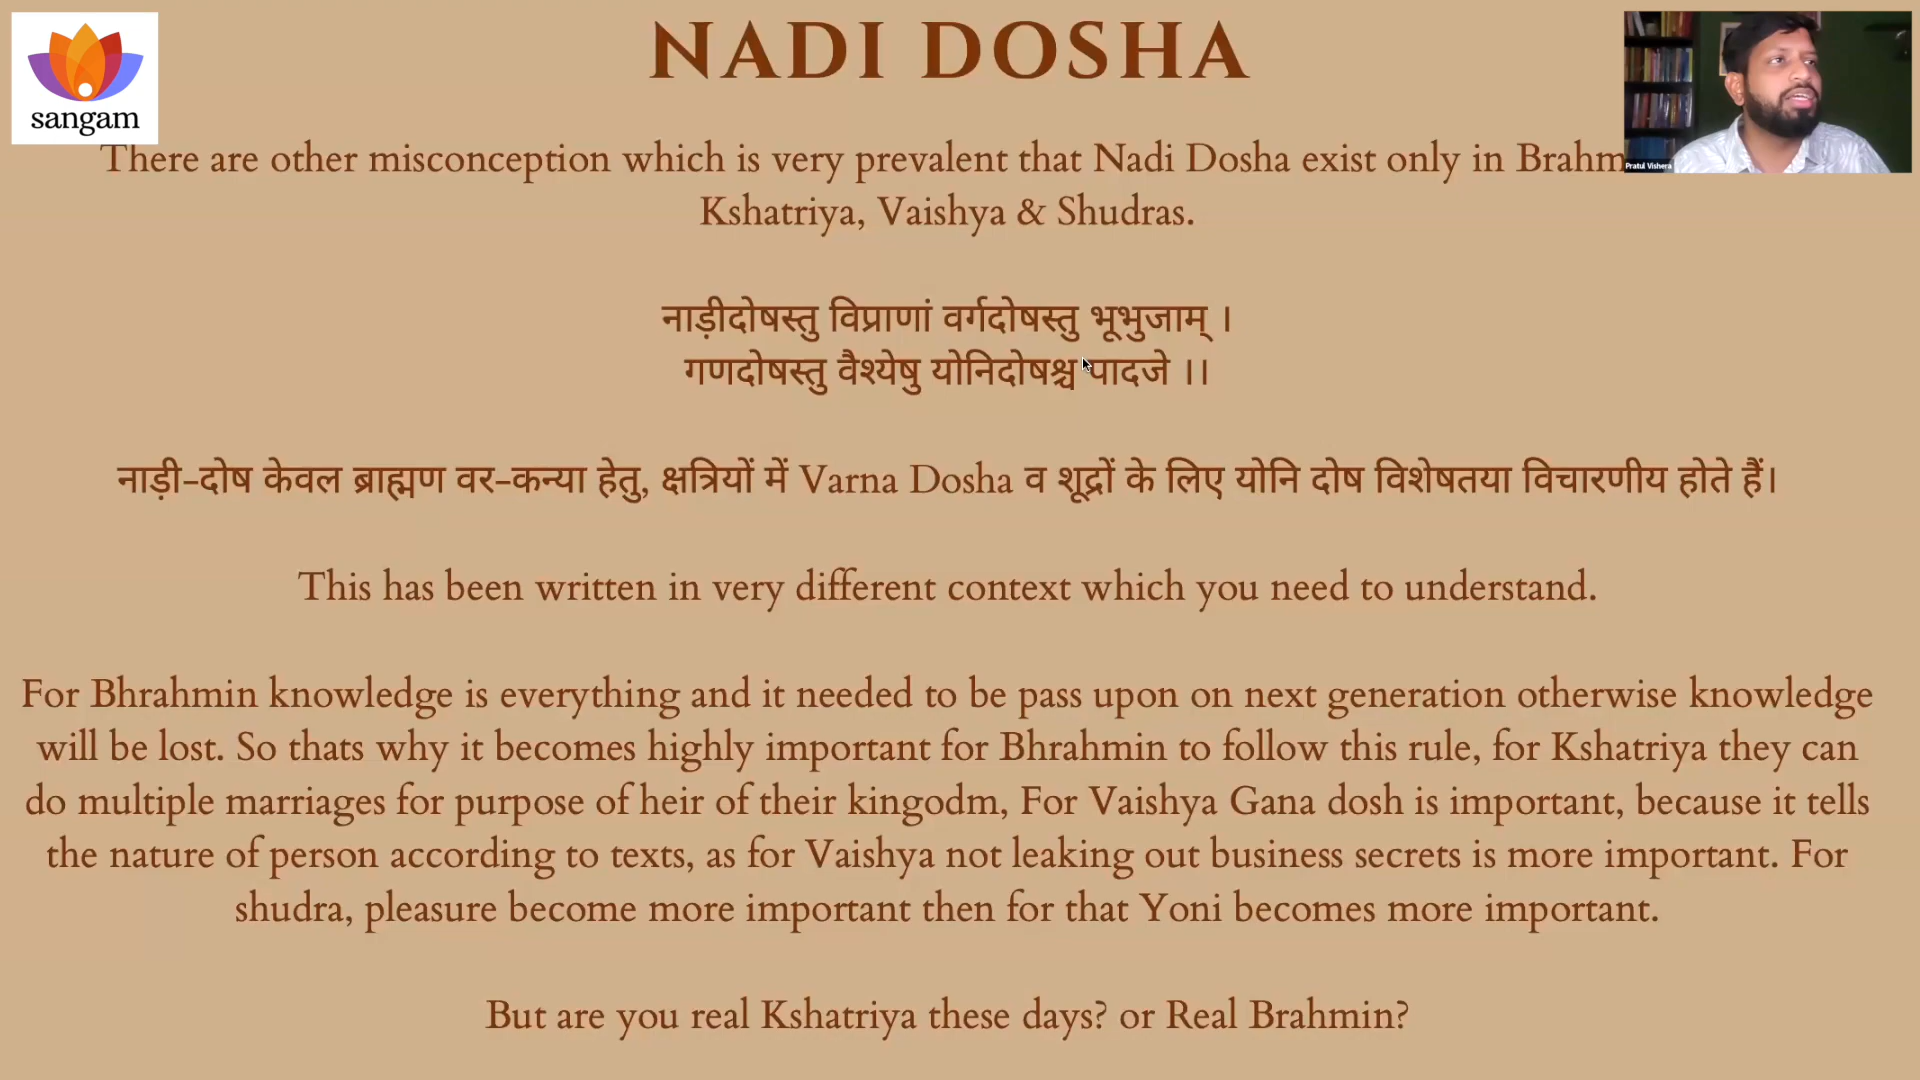 NADI DOSHA
sangam
There are other misconception which is very prevalent that Nadi Dosha exist only in
Kshatriya, Vaishya & Shudras.
Pratul Vishera
नाड़ीदोषस्तु विप्राणां वर्गदोषस्तु भूभुजाम् ।
गणदोषस्तु वैश्येषु योनिदोषश्च पादजे ।।
नाड़ी-दोष केवल ब्राह्मण वर-कन्या हेतु, क्षत्रियों में Varna Dosha व शूद्रों के लिए योनि दोष विशेषतया विचारणीय होते हैं।
This has been written in very different context which you need to understand.
For Bhrahmin knowledge is everything and it needed to be pass upon on next generation otherwise knowledge
will be lost. So thats why it becomes highly important for Bhrahmin to follow this rule, for Kshatriya they can
do multiple marriages for purpose of heir of their kingodm, For Vaishya Gana dosh is important, because it tells
the nature of person according to texts, as for Vaishya not leaking out business secrets is more important. For
shudra, pleasure become more important then for that Yoni becomes more important.
But are you real Kshatriya these days? or Real Brahmin?